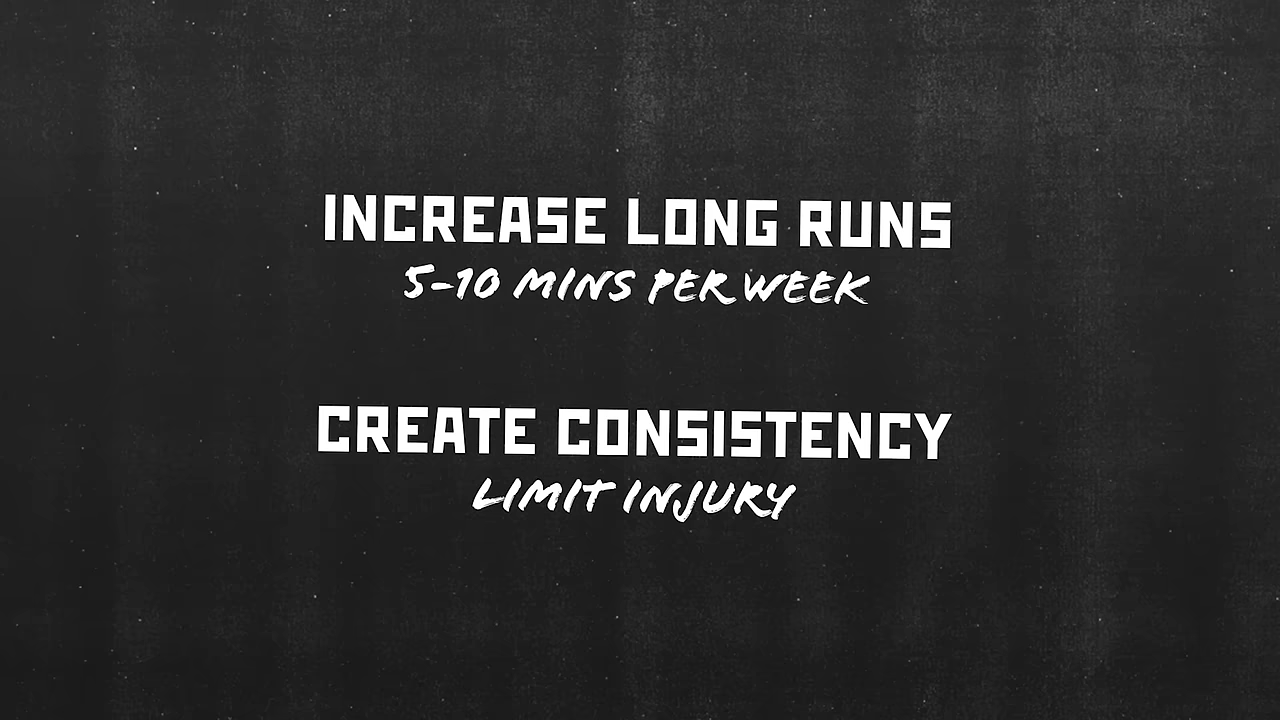 INCREASE LONG RUNS
5-10 MINS PER WEEK
CREATE CONSISTENCY
LIMIT INJURY